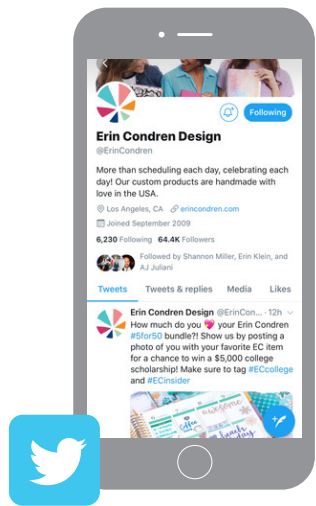 Following
Erin Condren Design
@ErinCondren
More than scheduling each day, celebrating each
day! Our custom products are handmade with
love in the USA.
Los Angeles, CA erincondren.com
Joined September 2009
6,230 Following 64.4K Followers
Followed by Shannon Miller, Erin Klein, and
AJ Juliani
Tweets Tweets & replies Media Likes
Erin Condren Design @ErinCon... · 12h
How much do you 💘 your Erin Condren
#5for50 bundle?! Show us by posting a
photo of you with your favorite EC item
for a chance to win a $5,000 college
scholarship! Make sure to tag #ECcollege
and #ECinsider
awesome
Coffee